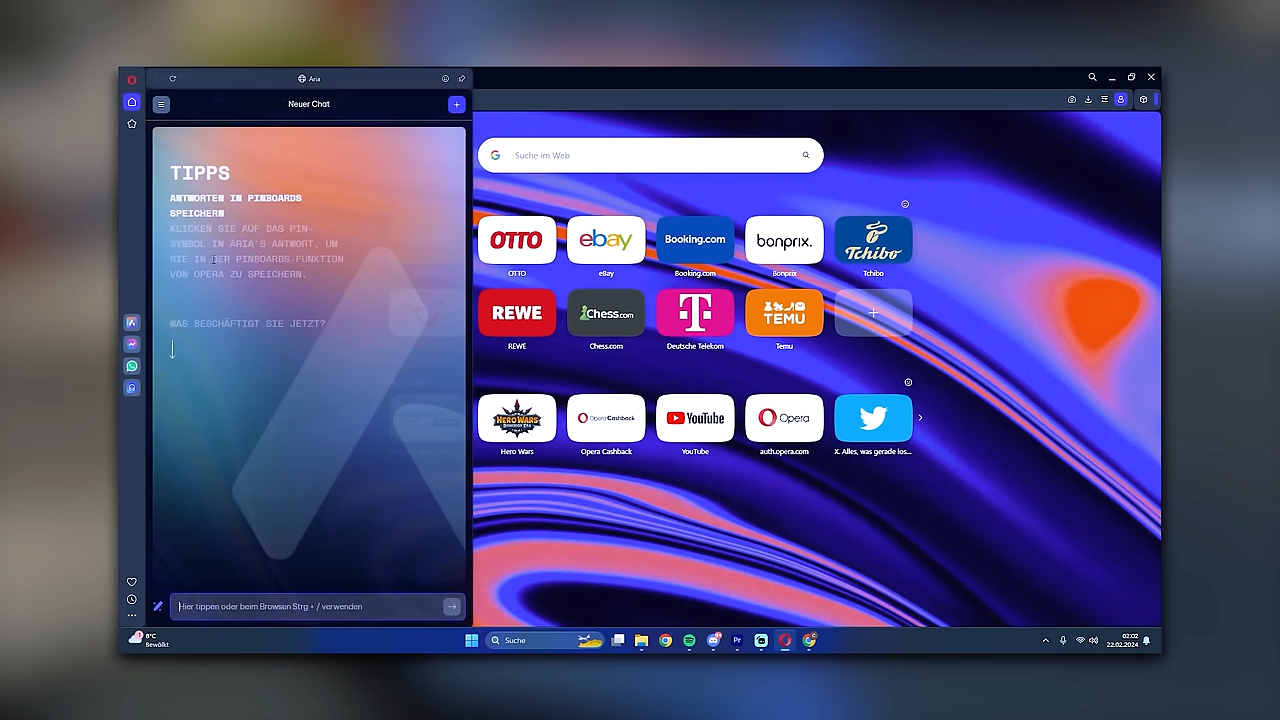 Aria
Neuer Chat
TIPPS
ANTWORTEN IN PINBOARDS
SPEICHERN
KLICKEN SIE AUF DAS PIN-
SYMBOL IN ARIA'S ANTWORT, UM
SIE IN DER PINBOARDS-FUNKTION
VON OPERA ZU SPEICHERN.
WAS BESCHÄFTIGT SIE JETZT?
Hier tippen oder beim Browsen Strg + / verwenden
Suche im Web
OTTO
ebay
Booking.com
bonprix.
Tchibo
OTTO
eBay
Booking.com
Bonprix
Tchibo
REWE
Chess.com
T
TEMU
REWE
Chess.com
Deutsche Telekom
Temu
HERO WARS
DOMINION ERA
Opera Cashback
YouTube
Opera
Hero Wars
Opera Cashback
YouTube
auth.opera.com
X. Alles, was gerade los...
8°C
Bewölkt
Suche
Pr
02:02
22.02.2024